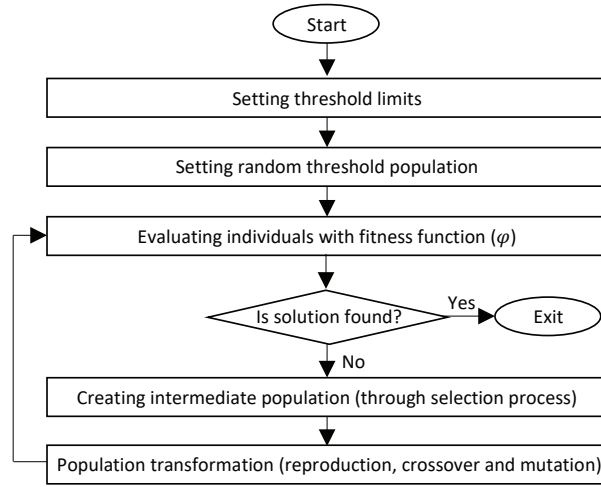 Start
Setting threshold limits
Setting random threshold population
Evaluating individuals with fitness function (φ)
Is solution found?
Yes
Exit
No
Creating intermediate population (through selection process)
Population transformation (reproduction, crossover and mutation)